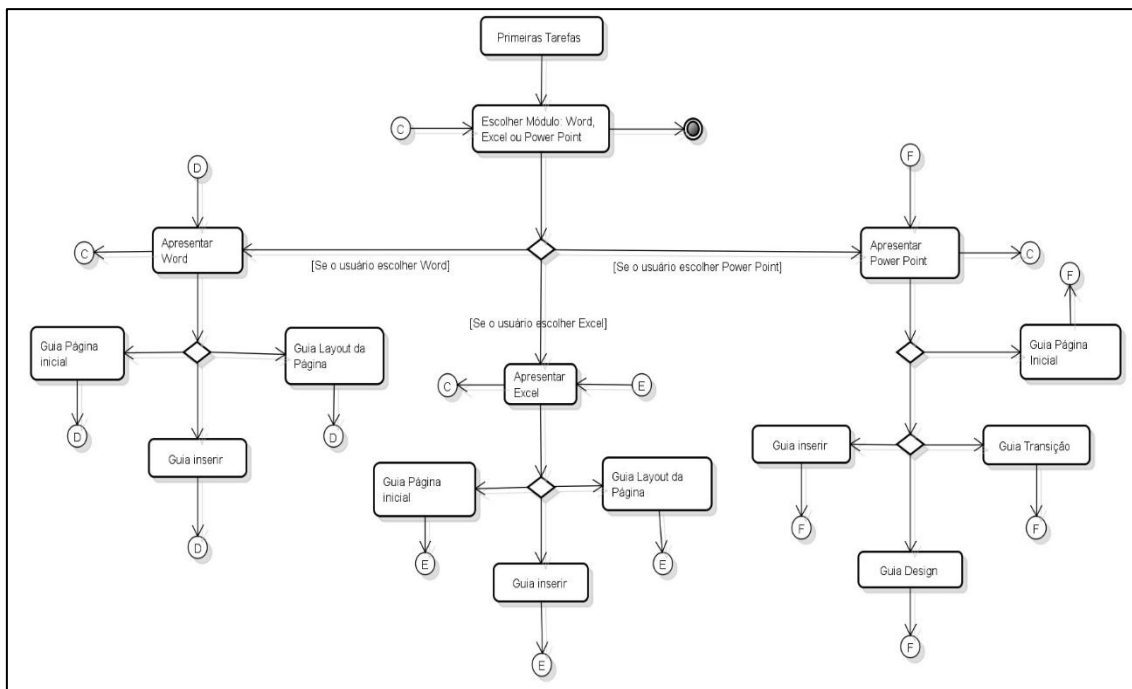 Primeiras Tarefas
C
Escolher Módulo: Word,
Excel ou Power Point
D
F
C
Apresentar
Word
[Se o usuário escolher Word]
[Se o usuário escolher Power Point]
Apresentar
Power Point
C
F
[Se o usuário escolher Excel]
Guia Página
inicial
Guia Layout da
Página
Guia Página
Inicial
C
Apresentar
Excel
E
D
D
Guia inserir
Guia inserir
Guia Transição
Guia Página
inicial
Guia Layout da
Página
F
F
D
E
E
Guia inserir
Guia Design
E
F